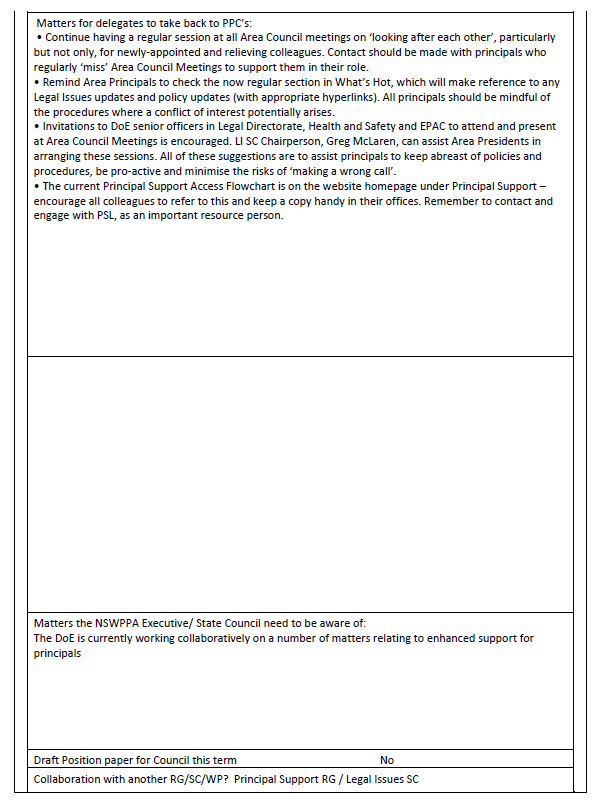 Matters for delegates to take back to PPC's:
• Continue having a regular session at all Area Council meetings on 'looking after each other', particularly
but not only, for newly-appointed and relieving colleagues. Contact should be made with principals who
regularly 'miss' Area Council Meetings to support them in their role.
• Remind Area Principals to check the now regular section in What's Hot, which will make reference to any
Legal Issues updates and policy updates (with appropriate hyperlinks). All principals should be mindful of
the procedures where a conflict of interest potentially arises.
• Invitations to DoE senior officers in Legal Directorate, Health and Safety and EPAC to attend and present
at Area Council Meetings is encouraged. LI SC Chairperson, Greg McLaren, can assist Area Presidents in
arranging these sessions. All of these suggestions are to assist principals to keep abreast of policies and
procedures, be pro-active and minimise the risks of 'making a wrong call'.
• The current Principal Support Access Flowchart is on the website homepage under Principal Support –
encourage all colleagues to refer to this and keep a copy handy in their offices. Remember to contact and
engage with PSL, as an important resource person.
Matters the NSWPPA Executive/ State Council need to be aware of:
The DoE is currently working collaboratively on a number of matters relating to enhanced support for
principals
Draft Position paper for Council this term No
Collaboration with another RG/SC/WP? Principal Support RG / Legal Issues SC